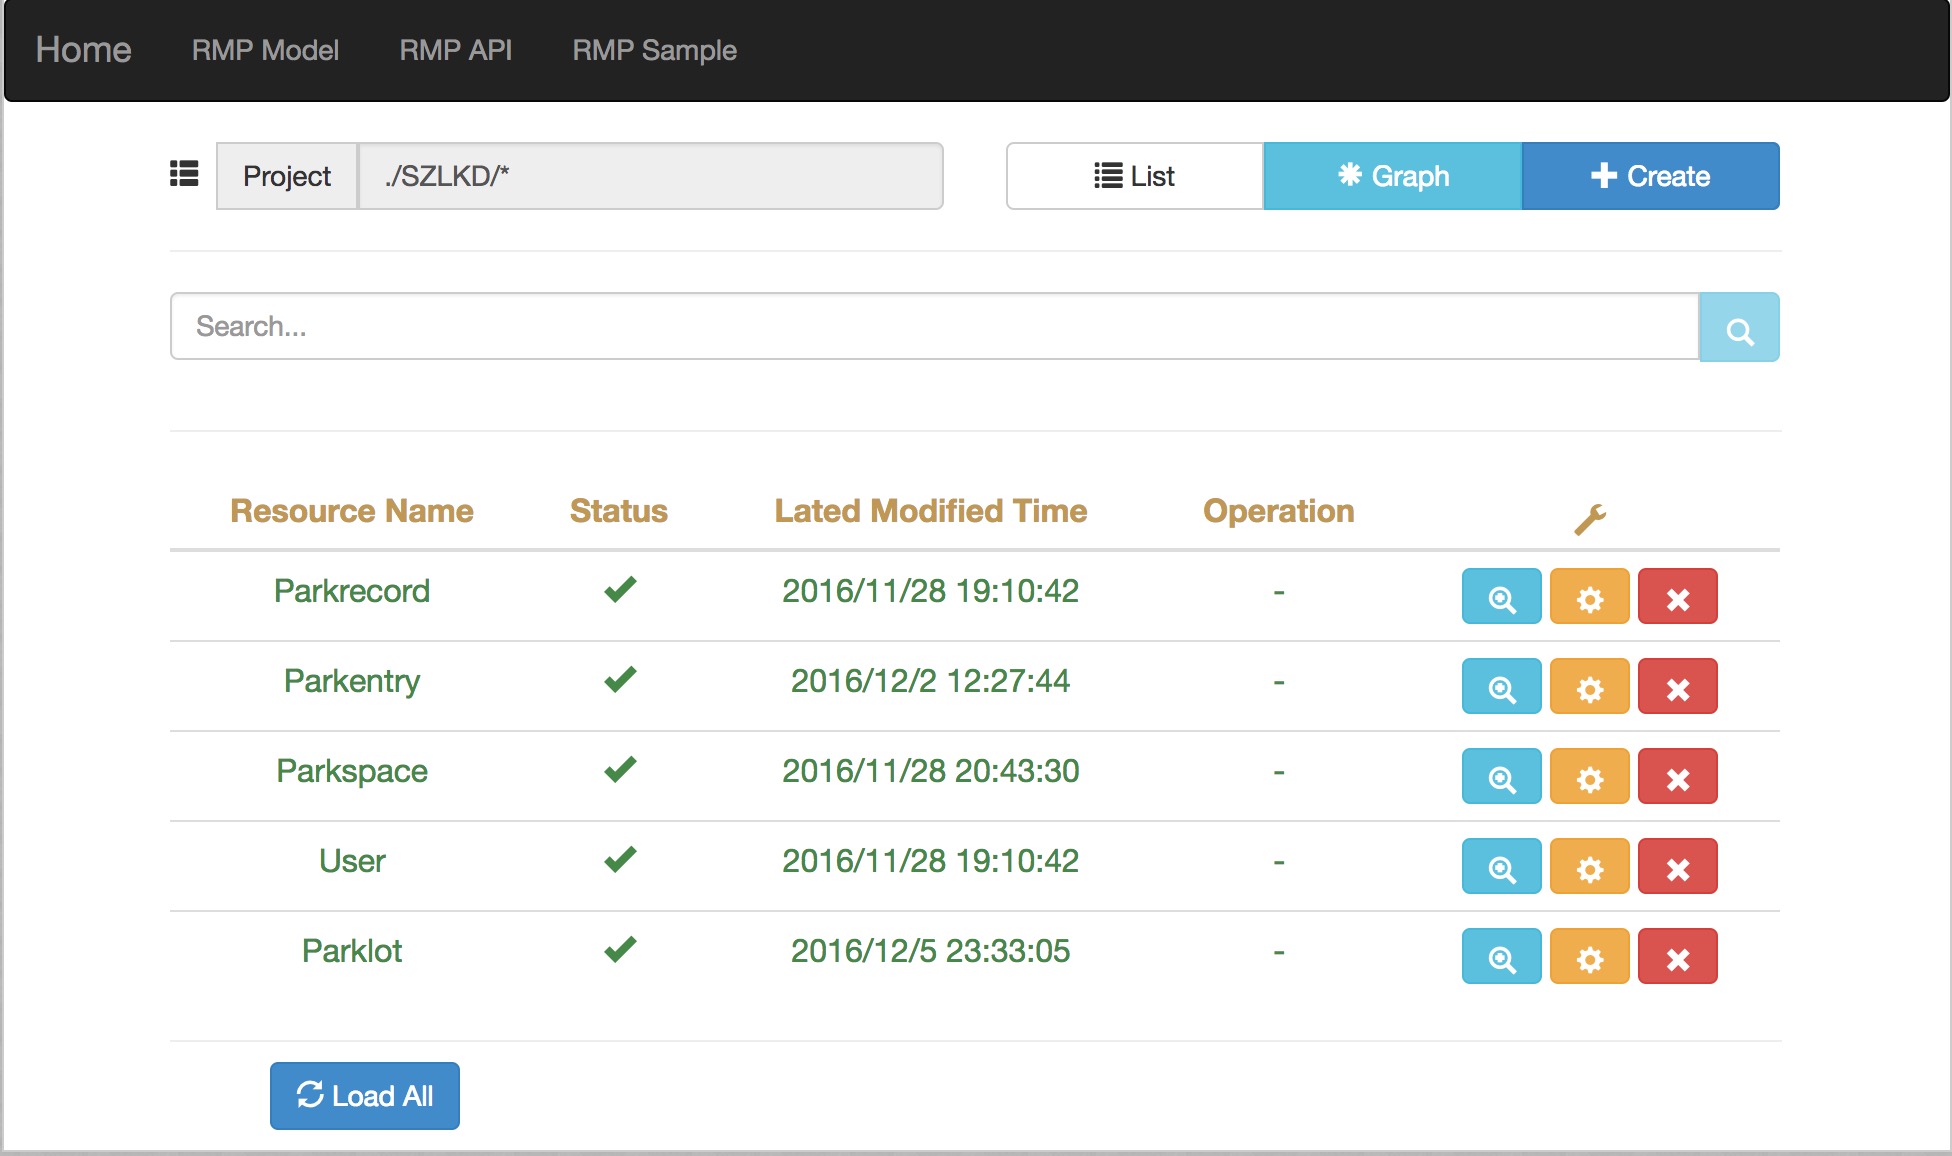 Home RMP Model RMP API RMP Sample
Project ./SZLKD/* List Graph Create
Search...
Resource Name Status Lated Modified Time Operation
Parkrecord 2016/11/28 19:10:42 -
Parkentry 2016/12/2 12:27:44 -
Parkspace 2016/11/28 20:43:30 -
User 2016/11/28 19:10:42 -
Parklot 2016/12/5 23:33:05 -
Load All